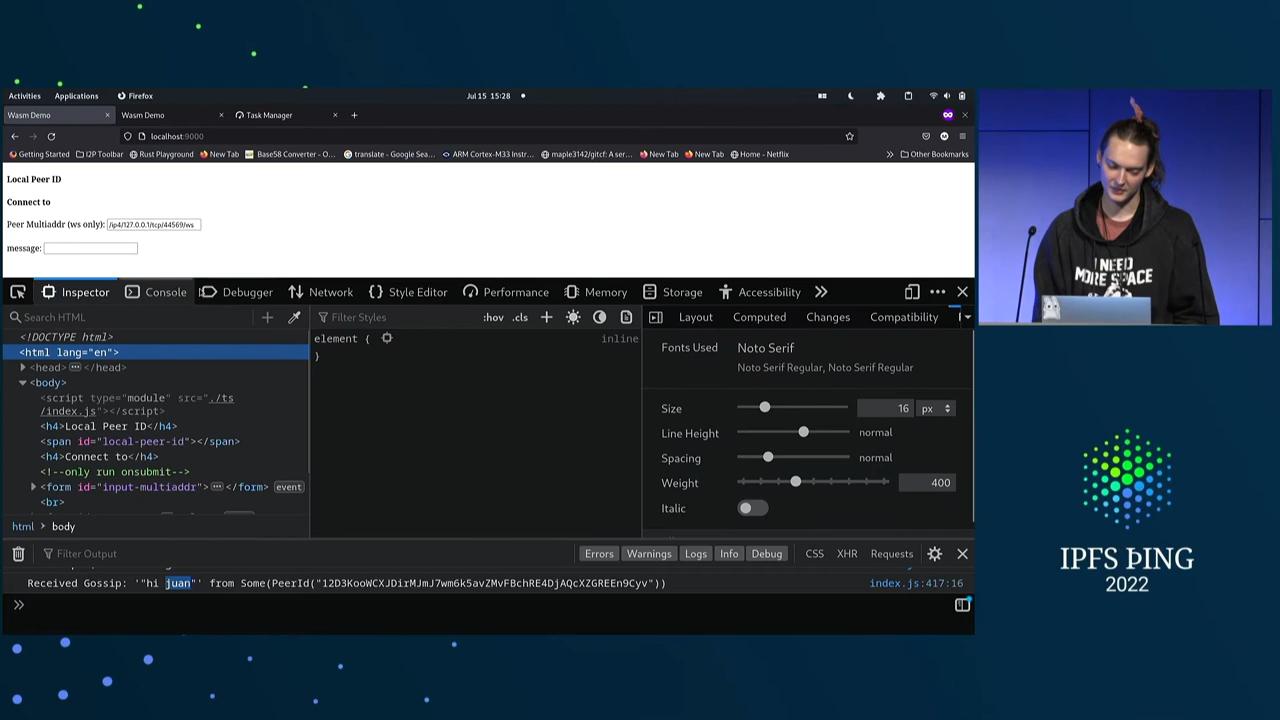 Activities Applications Firefox Jul 15 15:28
Wasm Demo × Wasm Demo × Task Manager × +
localhost:9000
Getting Started I2P Toolbar Rust Playground New Tab Base58 Converter - O... translate - Google Sea... ARM Cortex-M33 Instr... maple3142/gitcf: A ser... New Tab New Tab Home - Netflix Other Bookmarks
Local Peer ID
Connect to
Peer Multiaddr (ws only): /ip4/127.0.0.1/tcp/44569/ws
message:
Inspector Console Debugger Network {} Style Editor Performance Memory Storage Accessibility
Search HTML + Filter Styles :hov .cls + Layout Computed Changes Compatibility
<!DOCTYPE html>
<html lang="en">
<head> ··· </head>
<body>
<script type="module" src="./ts
/index.js"></script>
<h4>Local Peer ID</h4>
<span id="local-peer-id"></span>
<h4>Connect to</h4>
<!--only run onsubmit-->
<form id="input-multiaddr"> ··· </form> event
<br>
html > body
element { inline
}
Fonts Used Noto Serif
Noto Serif Regular, Noto Serif Regular
Size 16 px
Line Height normal
Spacing normal
Weight 400
Italic
Filter Output Errors Warnings Logs Info Debug CSS XHR Requests
Received Gossip: '"hi juan"' from Some(PeerId("12D3KooWCXJDirMJmJ7wm6k5avZMvFBchRE4DjAQcXZGREEn9Cyv")) index.js:417:16
»
I NEED
MORE SPACE
IPFS ÞING
2022